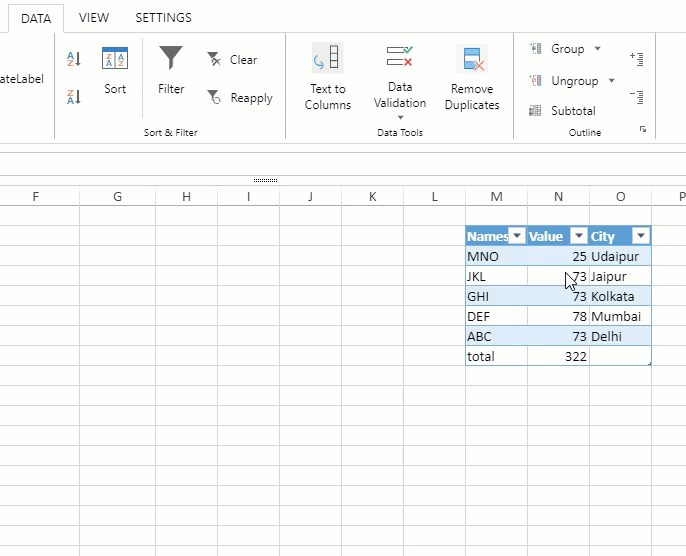 DATA VIEW SETTINGS
ateLabel
Sort
Filter
Clear
Reapply
Sort & Filter
Text to
Columns
Data
Validation
Remove
Duplicates
Data Tools
Group
Ungroup
Subtotal
Outline
F G H I J K L M N O P
Names Value City
MNO 25 Udaipur
JKL 73 Jaipur
GHI 73 Kolkata
DEF 78 Mumbai
ABC 73 Delhi
total 322